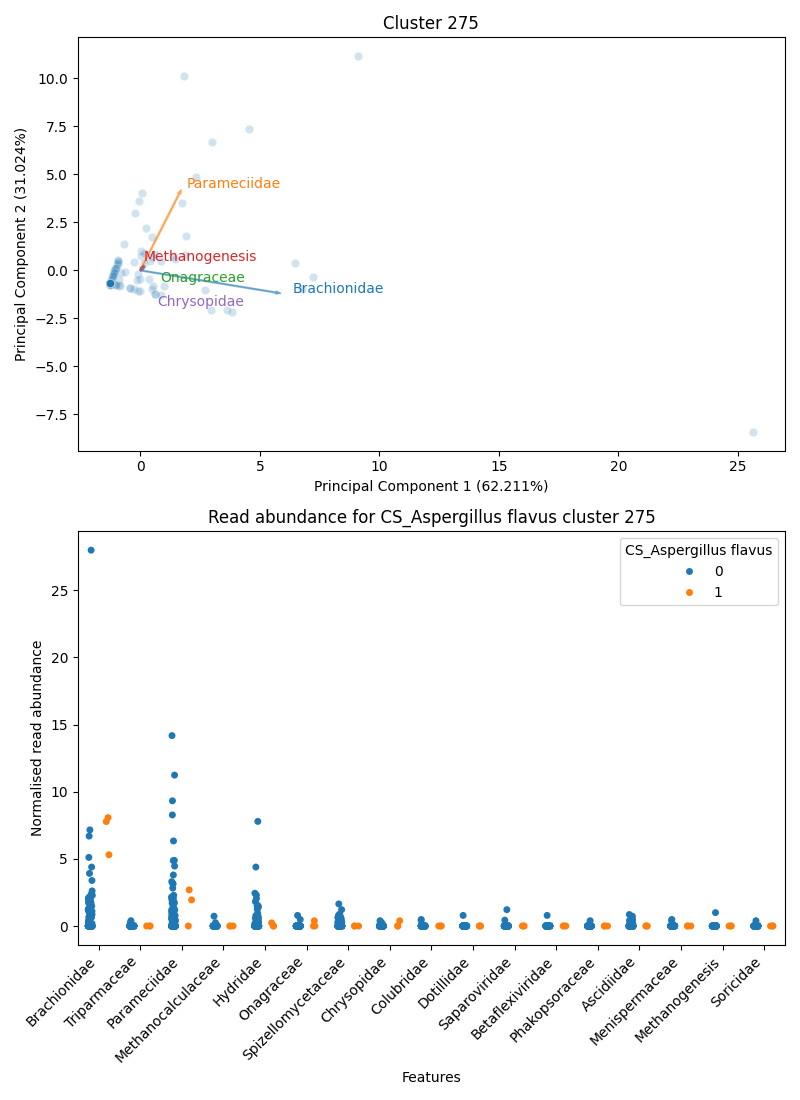 Cluster 275
Principal Component 2 (31.024%)
10.0
7.5
5.0
2.5
0.0
−2.5
−5.0
−7.5
Parameciidae
Methanogenesis
Onagraceae
Brachionidae
Chrysopidae
0
5
10
15
20
25
Principal Component 1 (62.211%)
Read abundance for CS_Aspergillus flavus cluster 275
Normalised read abundance
25
20
15
10
5
0
CS_Aspergillus flavus
0
1
Brachionidae
Triparmaceae
Parameciidae
Methanocalculaceae
Hydridae
Onagraceae
Spizellomycetaceae
Chrysopidae
Colubridae
Dotillidae
Saparoviridae
Betaflexiviridae
Phakopsoraceae
Ascidiidae
Menispermaceae
Methanogenesis
Soricidae
Features